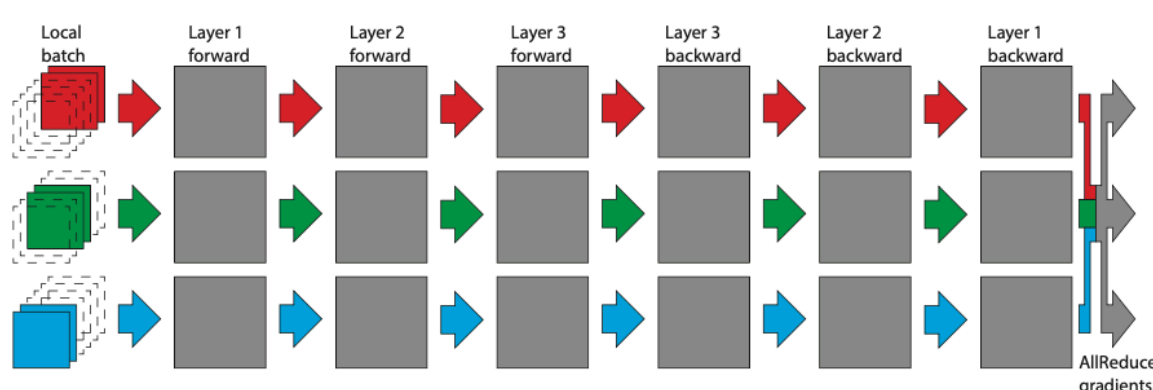 Local
batch
Layer 1
forward
Layer 2
forward
Layer 3
forward
Layer 3
backward
Layer 2
backward
Layer 1
backward
AllReduce
gradients